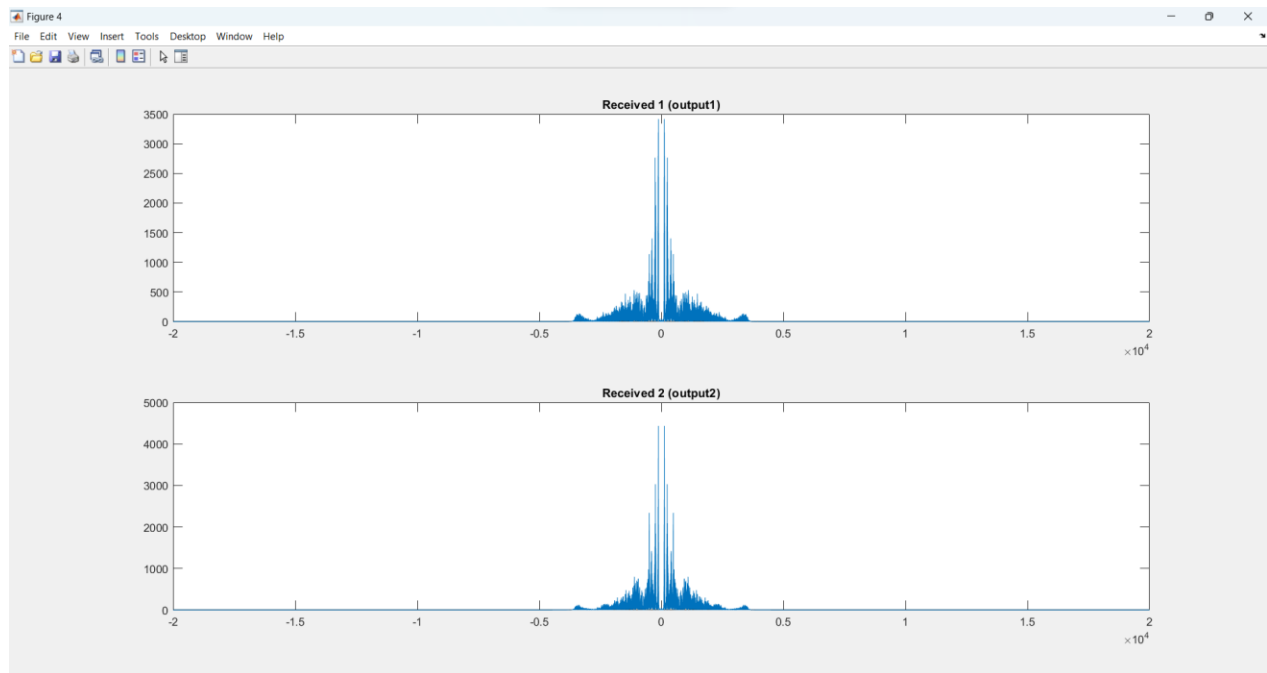 Figure 4
File Edit View Insert Tools Desktop Window Help
Received 1 (output1)
3500
3000
2500
2000
1500
1000
500
0
-2 -1.5 -1 -0.5 0 0.5 1 1.5 2
×10^4
Received 2 (output2)
5000
4000
3000
2000
1000
0
-2 -1.5 -1 -0.5 0 0.5 1 1.5 2
×10^4